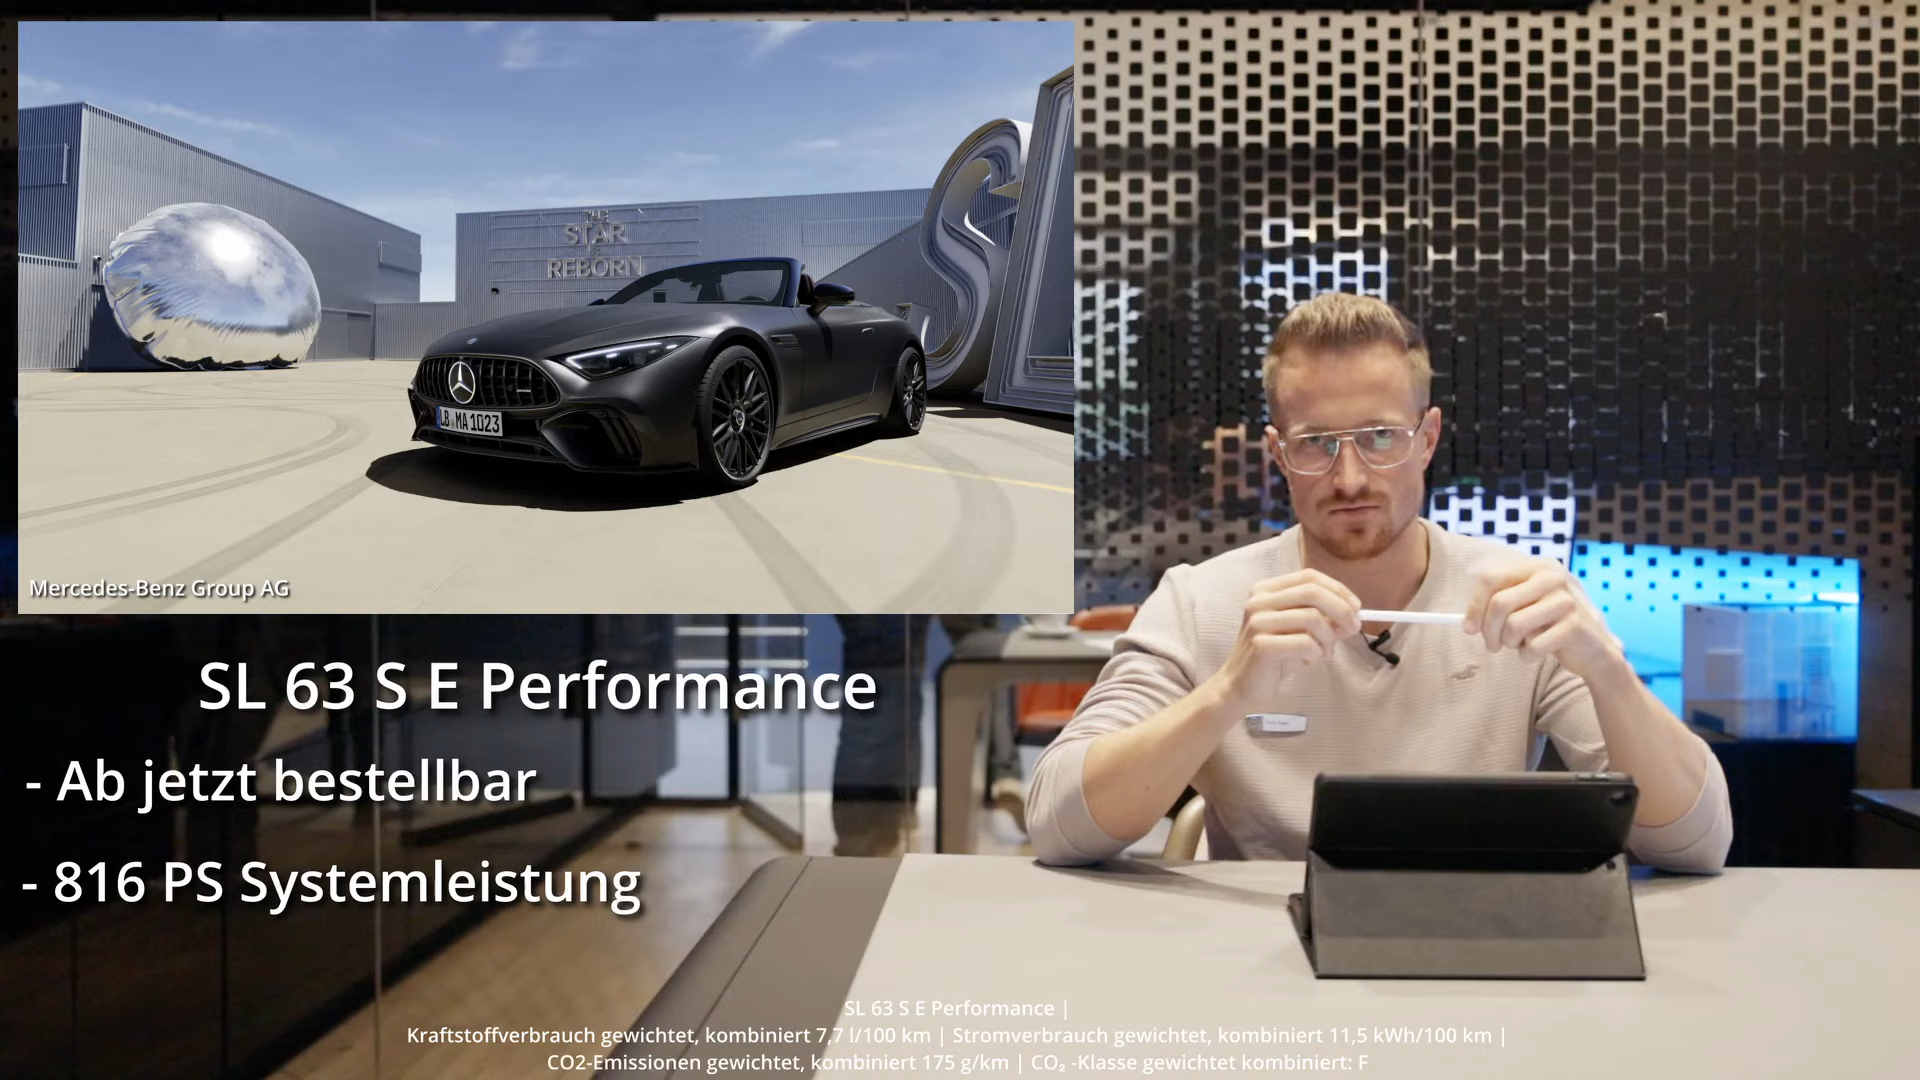 THE
STAR
IS
REBORN
SL
LB MA 1023
Mercedes-Benz Group AG
SL 63 S E Performance
- Ab jetzt bestellbar
- 816 PS Systemleistung
SL 63 S E Performance |
Kraftstoffverbrauch gewichtet, kombiniert 7,7 l/100 km | Stromverbrauch gewichtet, kombiniert 11,5 kWh/100 km |
CO2-Emissionen gewichtet, kombiniert 175 g/km | CO₂ -Klasse gewichtet kombiniert: F